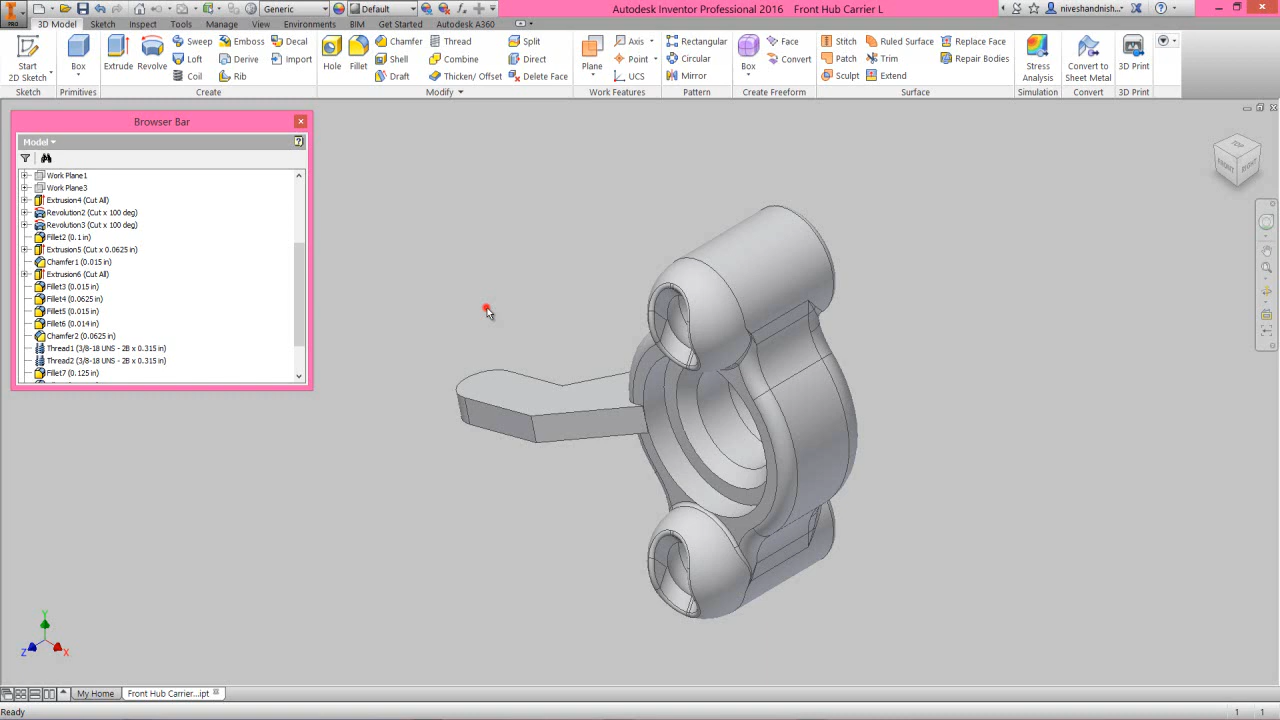 Generic
Default
Autodesk Inventor Professional 2016 Front Hub Carrier L
niveshandnish...
PRO
3D Model Sketch Inspect Tools Manage View Environments BIM Get Started Autodesk A360
Start
2D Sketch
Box
Extrude
Revolve
Sweep Emboss Decal
Loft Derive Import
Coil Rib
Hole
Fillet
Chamfer Thread Split
Shell Combine Direct
Draft Thicken/ Offset Delete Face
Plane
Axis
Point
UCS
Rectangular
Circular
Mirror
Box
Face
Convert
Stitch Ruled Surface Replace Face
Patch Trim Repair Bodies
Sculpt Extend
Stress
Analysis
Convert to
Sheet Metal
3D Print
Sketch Primitives Create Modify Work Features Pattern Create Freeform Surface Simulation Convert 3D Print
Browser Bar
Model
Work Plane1
Work Plane3
Extrusion4 (Cut All)
Revolution2 (Cut x 100 deg)
Revolution3 (Cut x 100 deg)
Fillet2 (0.1 in)
Extrusion5 (Cut x 0.0625 in)
Chamfer1 (0.015 in)
Extrusion6 (Cut All)
Fillet3 (0.015 in)
Fillet4 (0.0625 in)
Fillet5 (0.015 in)
Fillet6 (0.014 in)
Chamfer2 (0.0625 in)
Thread1 (3/8-18 UNS - 2B x 0.315 in)
Thread2 (3/8-18 UNS - 2B x 0.315 in)
Fillet7 (0.125 in)
TOP
FRONT
RIGHT
Y
Z
X
My Home Front Hub Carrier...ipt
Ready 1 1